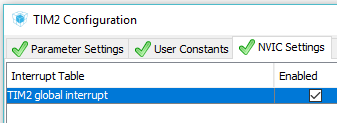 TIM2 Configuration
Parameter Settings User Constants NVIC Settings
Interrupt Table Enabled
TIM2 global interrupt